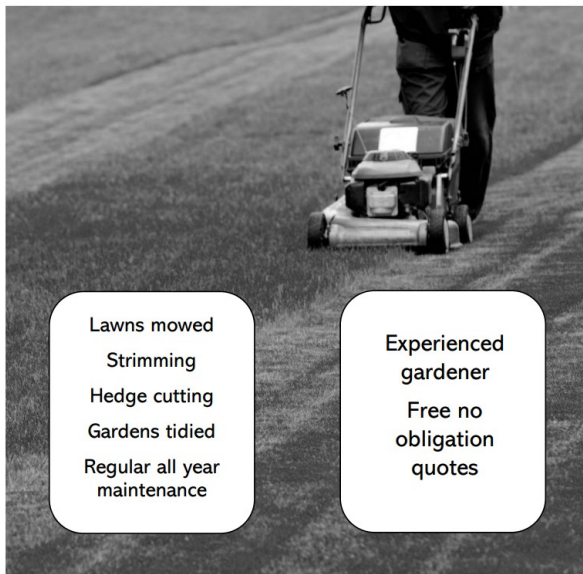 Lawns mowed
Strimming
Hedge cutting
Gardens tidied
Regular all year
maintenance
Experienced
gardener
Free no
obligation
quotes